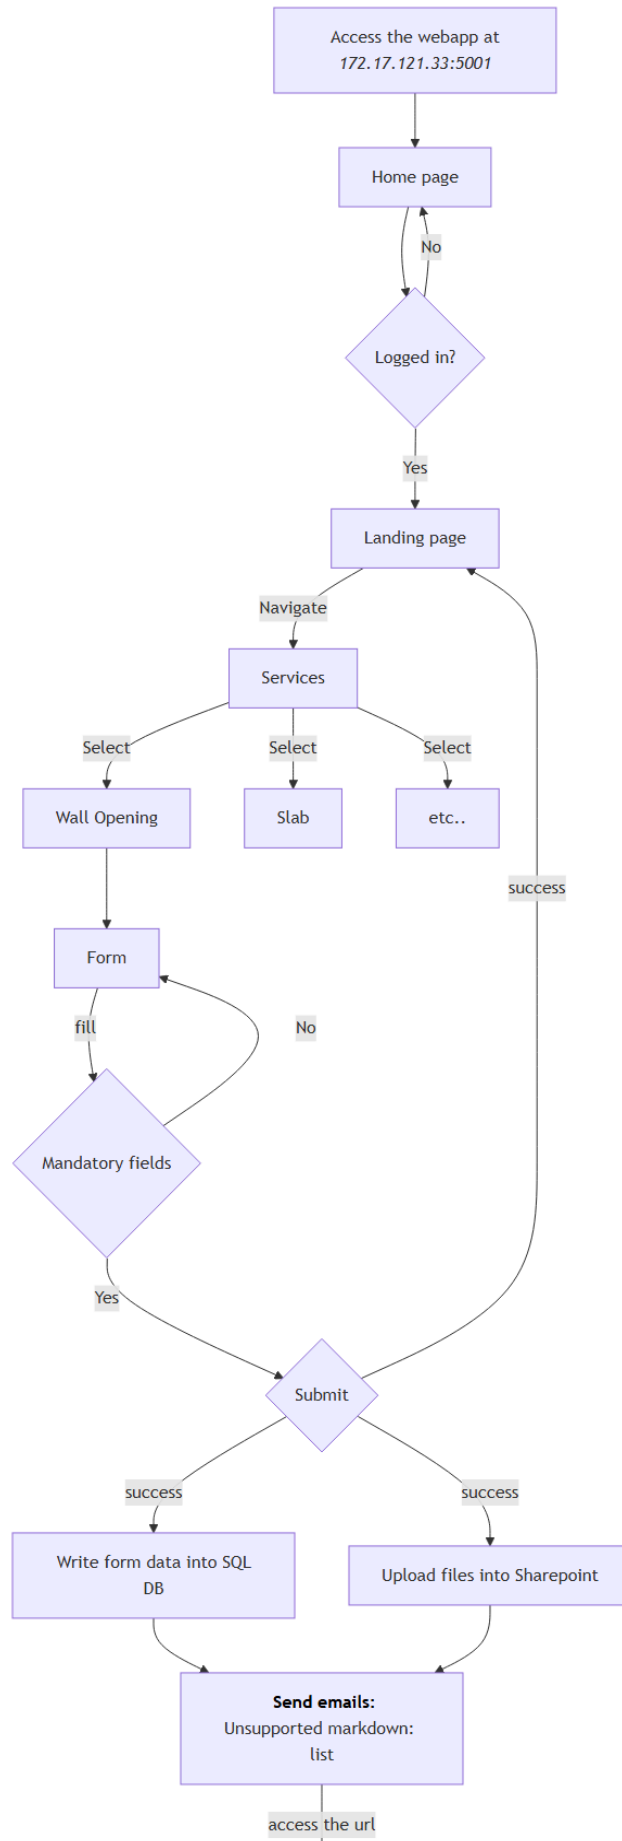 Access the webapp at
172.17.121.33:5001
Home page
No
Logged in?
Yes
Landing page
Navigate
Services
Select
Select
Select
Wall Opening
Slab
etc..
success
Form
fill
No
Mandatory fields
Yes
Submit
success
success
Write form data into SQL
DB
Upload files into Sharepoint
Send emails:
Unsupported markdown:
list
access the url